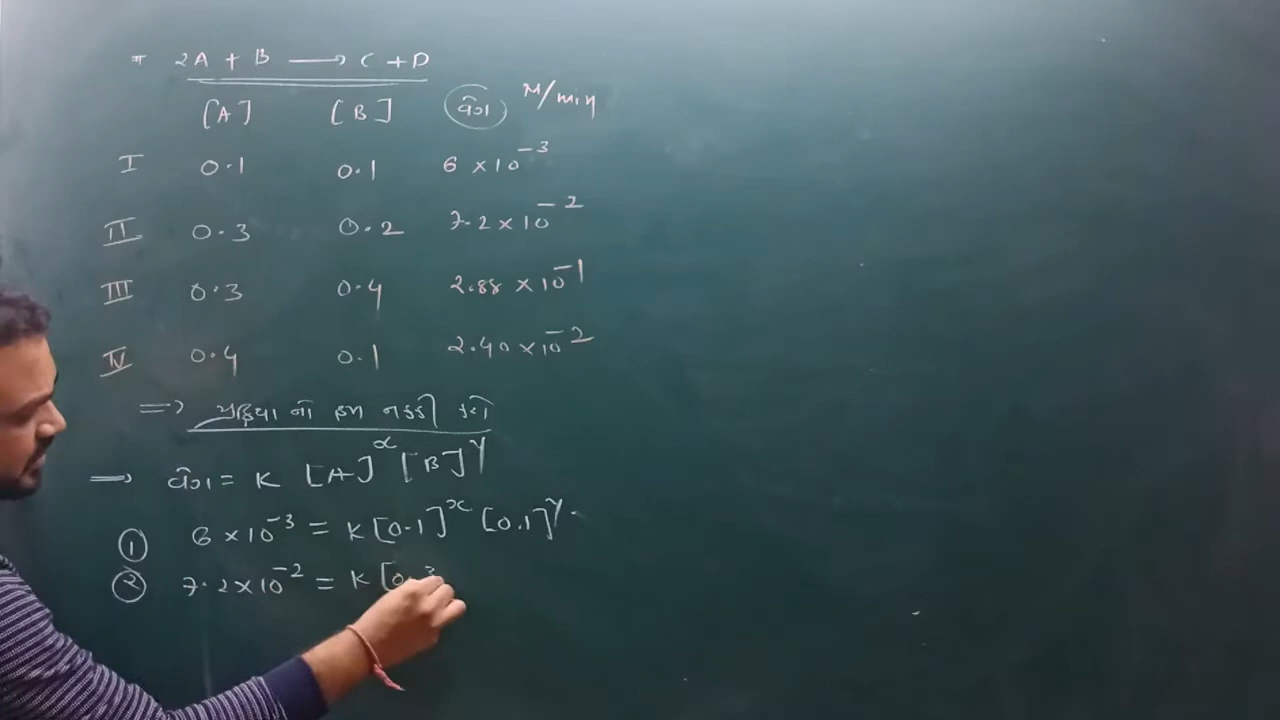 2A + B ⟶ C + D
[A] [B] વેગ M/min
I 0.1 0.1 6 × 10⁻³
II 0.3 0.2 7.2 × 10⁻²
III 0.3 0.4 2.88 × 10⁻¹
IV 0.4 0.1 2.40 × 10⁻²
⇒ નો ક્રમ નક્કી કરો
⇒ વેગ = K [A]ˣ [B]ʸ
① 6 × 10⁻³ = K [0.1]ˣ [0.1]ʸ
② 7.2 × 10⁻² = K [0.3